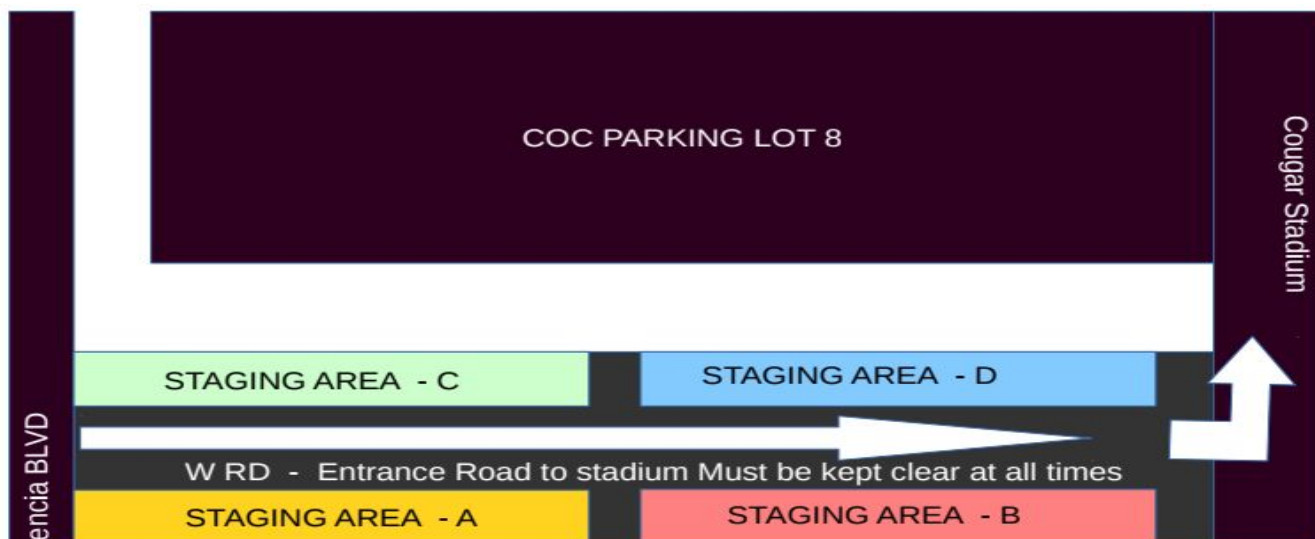 COC PARKING LOT 8
Cougar Stadium
STAGING AREA - C
STAGING AREA - D
W RD - Entrance Road to stadium Must be kept clear at all times
encia BLVD
STAGING AREA - A
STAGING AREA - B